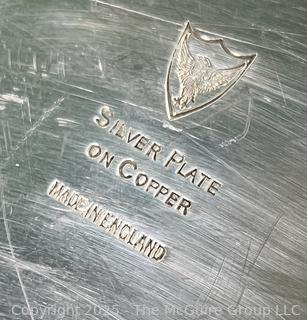 SILVER PLATE
ON COPPER
MADE IN ENGLAND
Copyright 2025 - The McGuire Group LLC